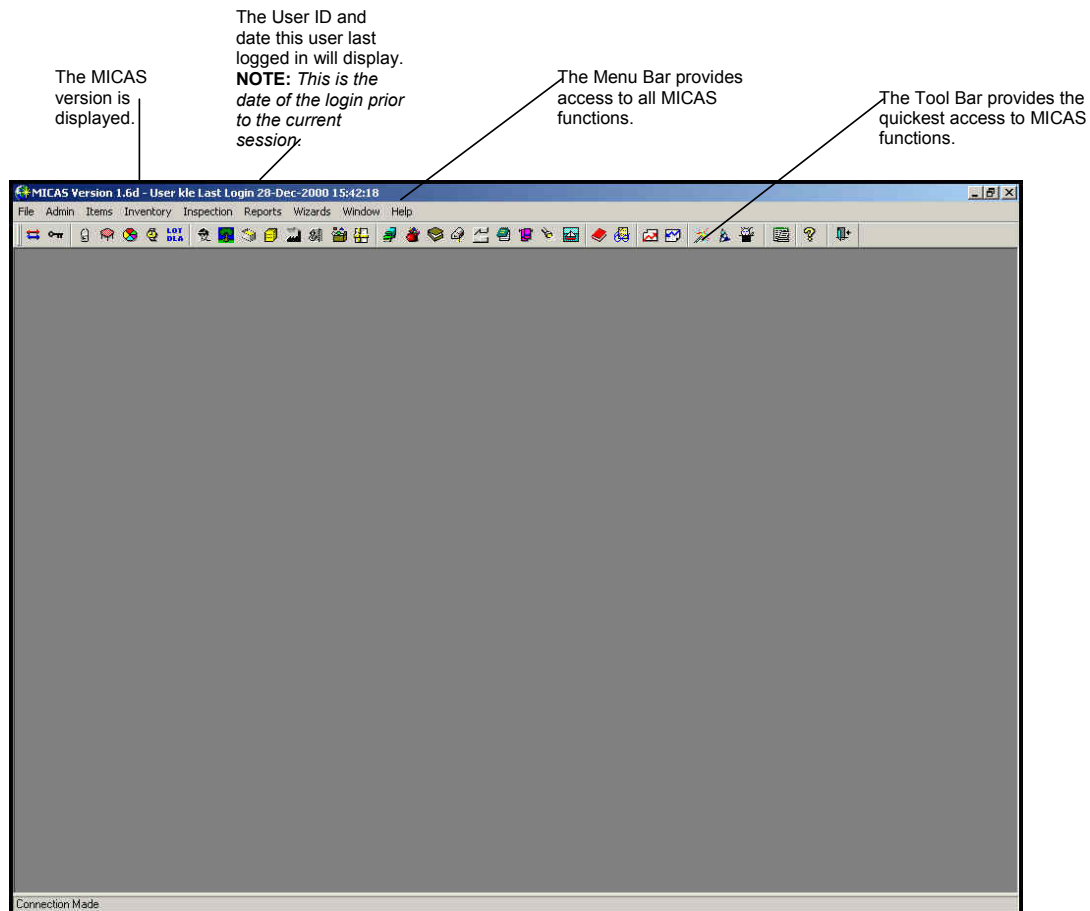 The User ID and
date this user last
logged in will display.
NOTE: This is the
date of the login prior
to the current
session.
The MICAS
version is
displayed.
The Menu Bar provides
access to all MICAS
functions.
The Tool Bar provides the
quickest access to MICAS
functions.
MICAS Version 1.6d - User kle Last Login 28-Dec-2000 15:42:18
File Admin Items Inventory Inspection Reports Wizards Window Help
LOT
DLA
Connection Made